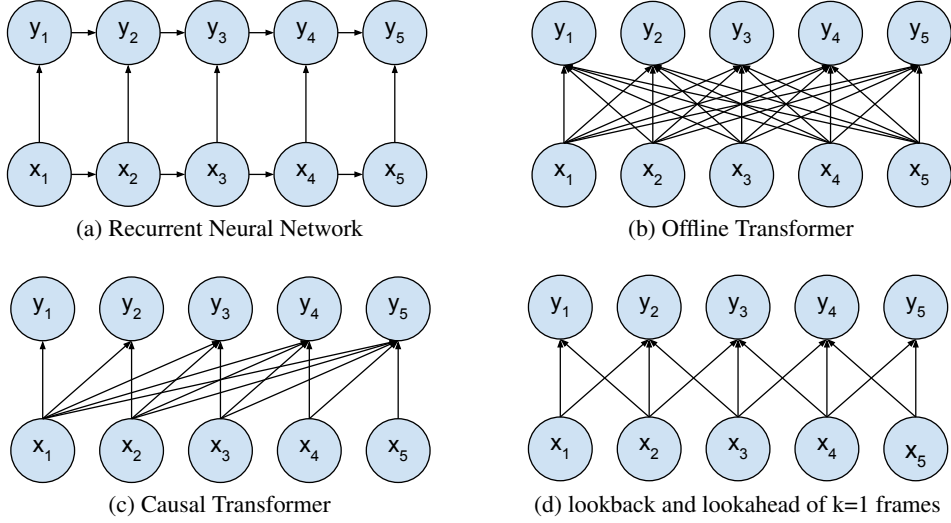 y1 y2 y3 y4 y5
x1 x2 x3 x4 x5
(a) Recurrent Neural Network
y1 y2 y3 y4 y5
x1 x2 x3 x4 x5
(b) Offline Transformer
y1 y2 y3 y4 y5
x1 x2 x3 x4 x5
(c) Causal Transformer
y1 y2 y3 y4 y5
x1 x2 x3 x4 x5
(d) lookback and lookahead of k=1 frames